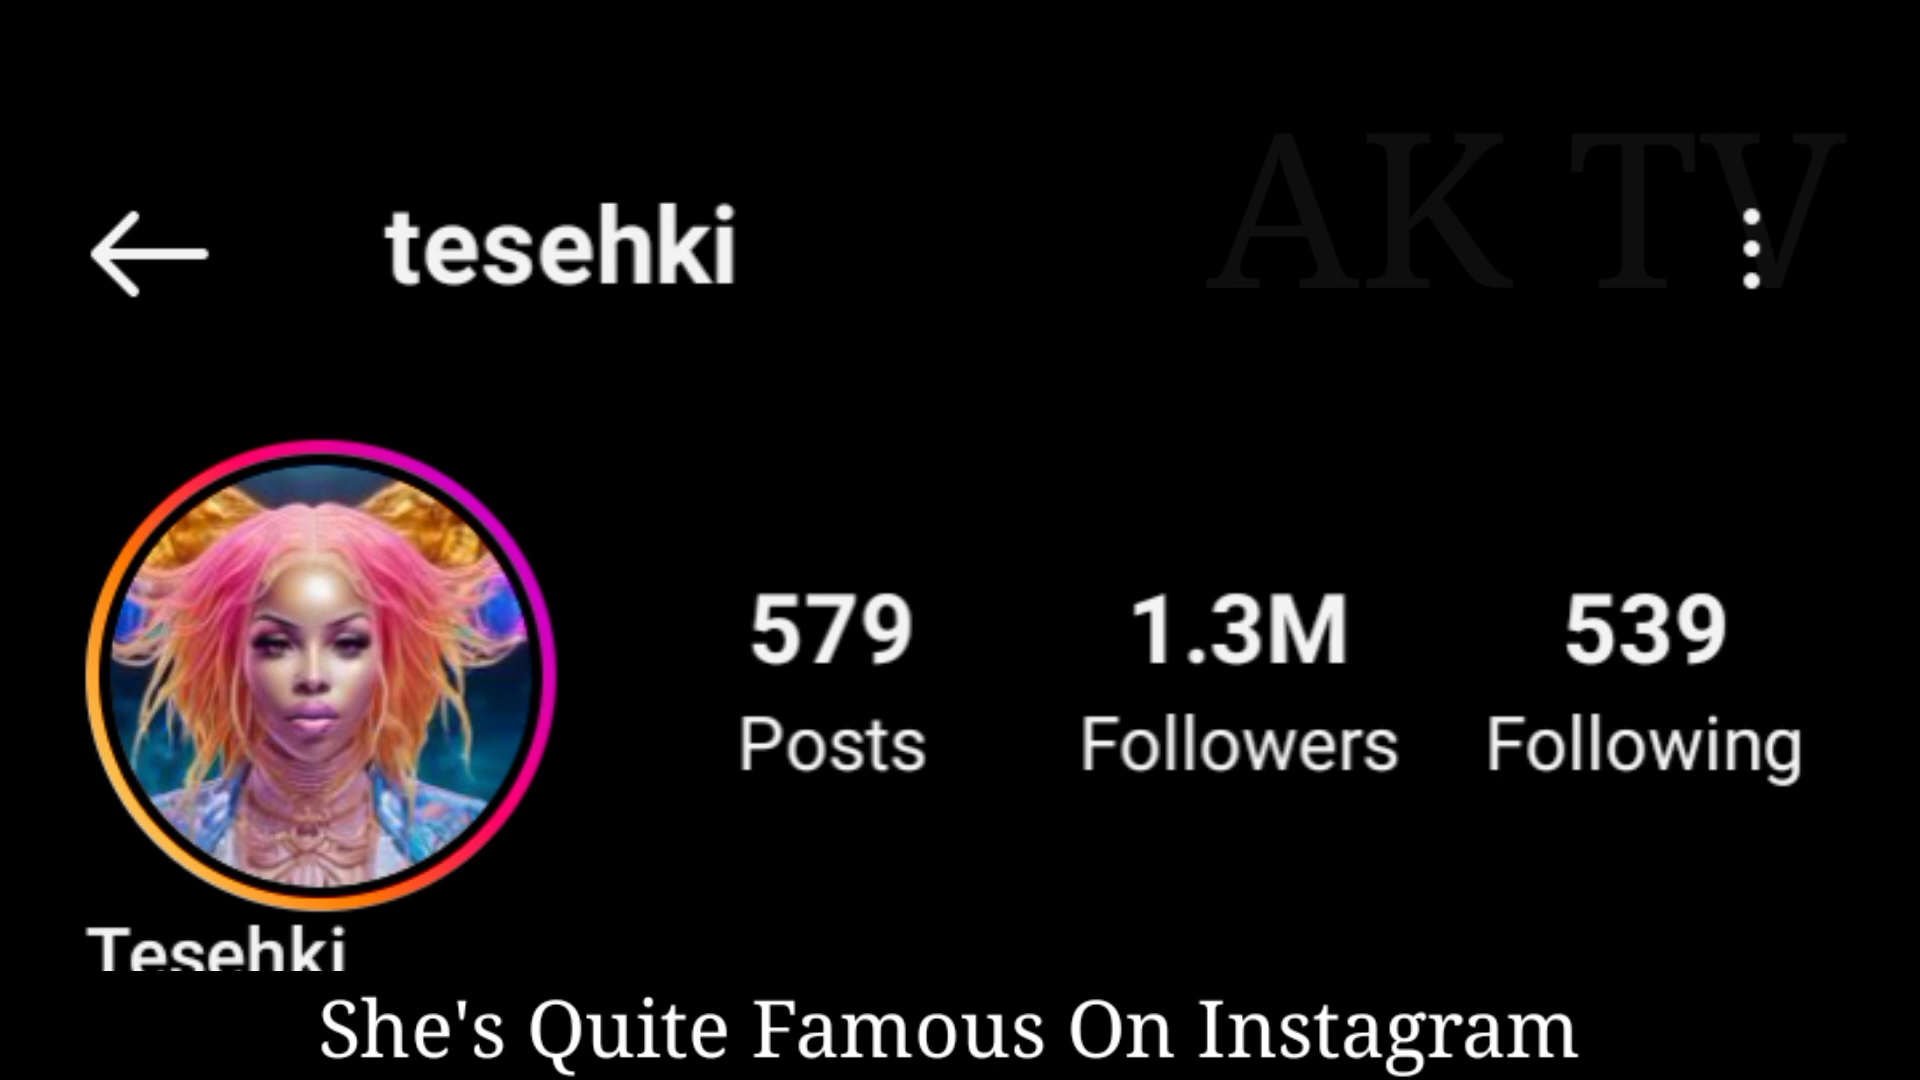 AK TV
tesehki
579 1.3M 539
Posts Followers Following
Tesehki
She's Quite Famous On Instagram